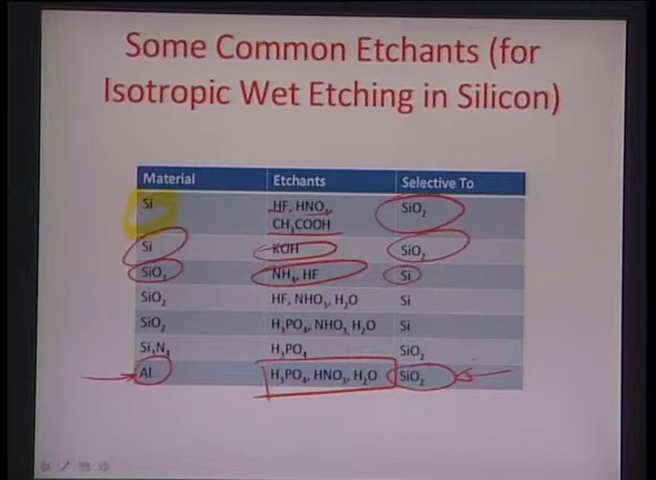 Some Common Etchants (for
Isotropic Wet Etching in Silicon)
Material Etchants Selective To
Si HF, HNO₃, SiO₂
CH₃COOH
Si KOH SiO₂
SiO₂ NH₄, HF Si
SiO₂ HF, NHO₃, H₂O Si
SiO₂ H₃PO₄, NHO₃ H₂O Si
Si₃N₄ H₃PO₄ SiO₂
Al H₃PO₄, HNO₃, H₂O SiO₂